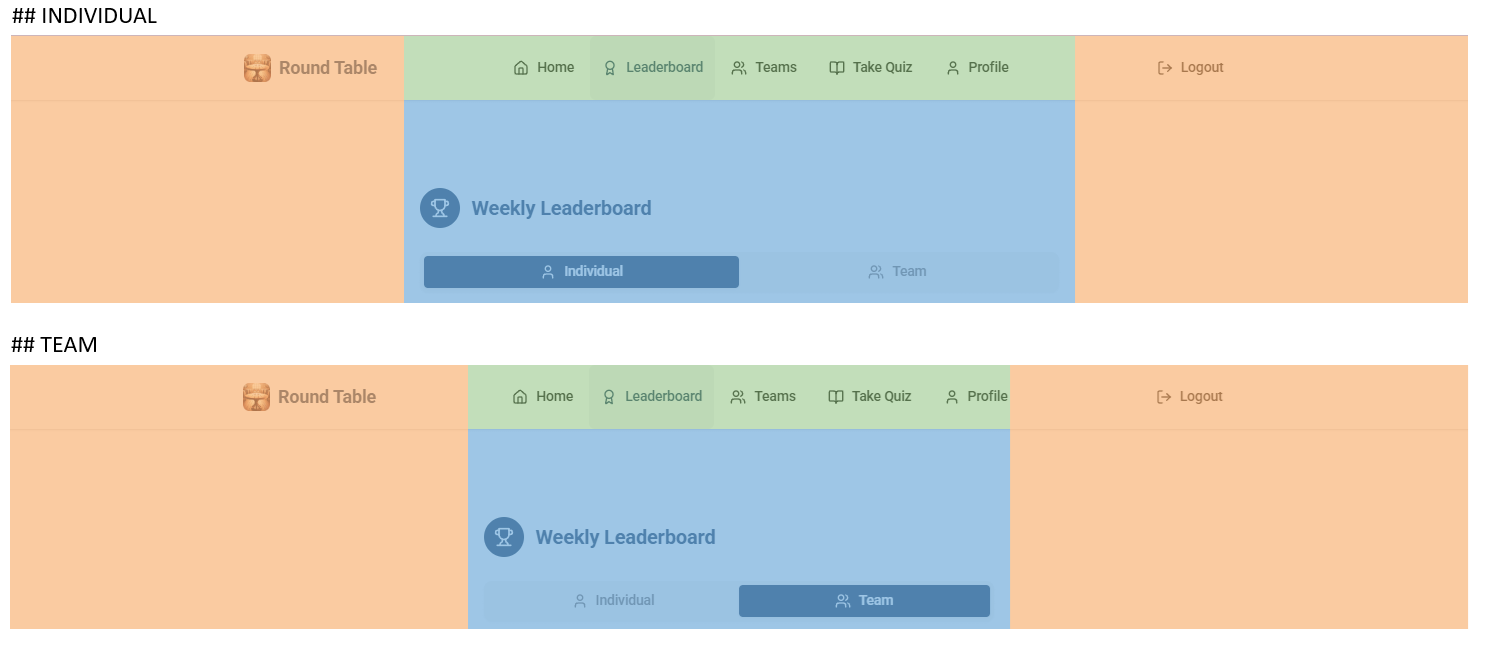 ## INDIVIDUAL
Round Table Home Leaderboard Teams Take Quiz Profile Logout
Weekly Leaderboard
Individual Team
## TEAM
Round Table Home Leaderboard Teams Take Quiz Profile Logout
Weekly Leaderboard
Individual Team